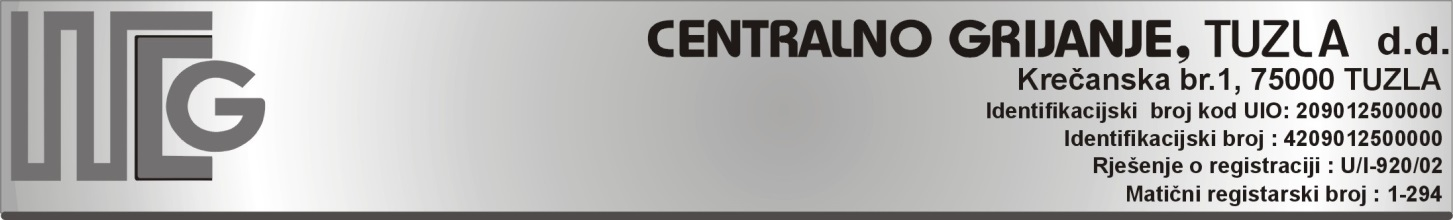 CENTRALNO GRIJANJE, TUZLA d.d.
Krečanska br.1, 75000 TUZLA
Identifikacijski broj kod UIO: 209012500000
Identifikacijski broj : 4209012500000
Rješenje o registraciji : U/I-920/02
Matični registarski broj : 1-294
CG